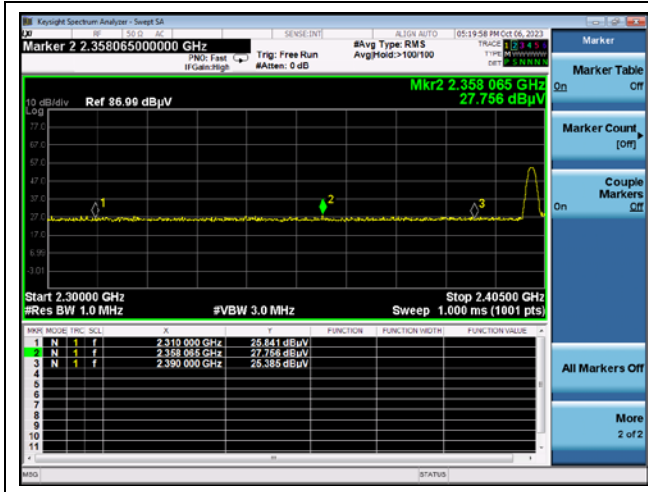 Keysight Spectrum Analyzer - Swept SA
RF 50 Ω AC SENSE:INT ALIGN AUTO 05:19:58 PM Oct 06, 2023
Marker 2 2.358065000000 GHz
#Avg Type: RMS
TRACE 1 2 3 4 5 6
PNO: Fast Trig: Free Run Avg|Hold:>100/100
TYPE M WWWWW
IFGain:High #Atten: 0 dB
DET P S N N N N
Mkr2 2.358 065 GHz
27.756 dBµV
10 dB/div Ref 86.99 dBµV
Log
77.0
67.0
57.0
47.0
37.0
27.0
17.0
6.99
-3.01
1
2
3
Start 2.30000 GHz Stop 2.40500 GHz
#Res BW 1.0 MHz #VBW 3.0 MHz Sweep 1.000 ms (1001 pts)
MKR MODE TRC SCL X Y FUNCTION FUNCTION WIDTH FUNCTION VALUE
1 N 1 f 2.310 000 GHz 25.841 dBµV
2 N 1 f 2.358 065 GHz 27.756 dBµV
3 N 1 f 2.390 000 GHz 25.385 dBµV
4
5
6
7
8
9
10
11
MSG STATUS
Marker
Marker Table
On Off
Marker Count
[Off]
Couple
Markers
On Off
All Markers Off
More
2 of 2